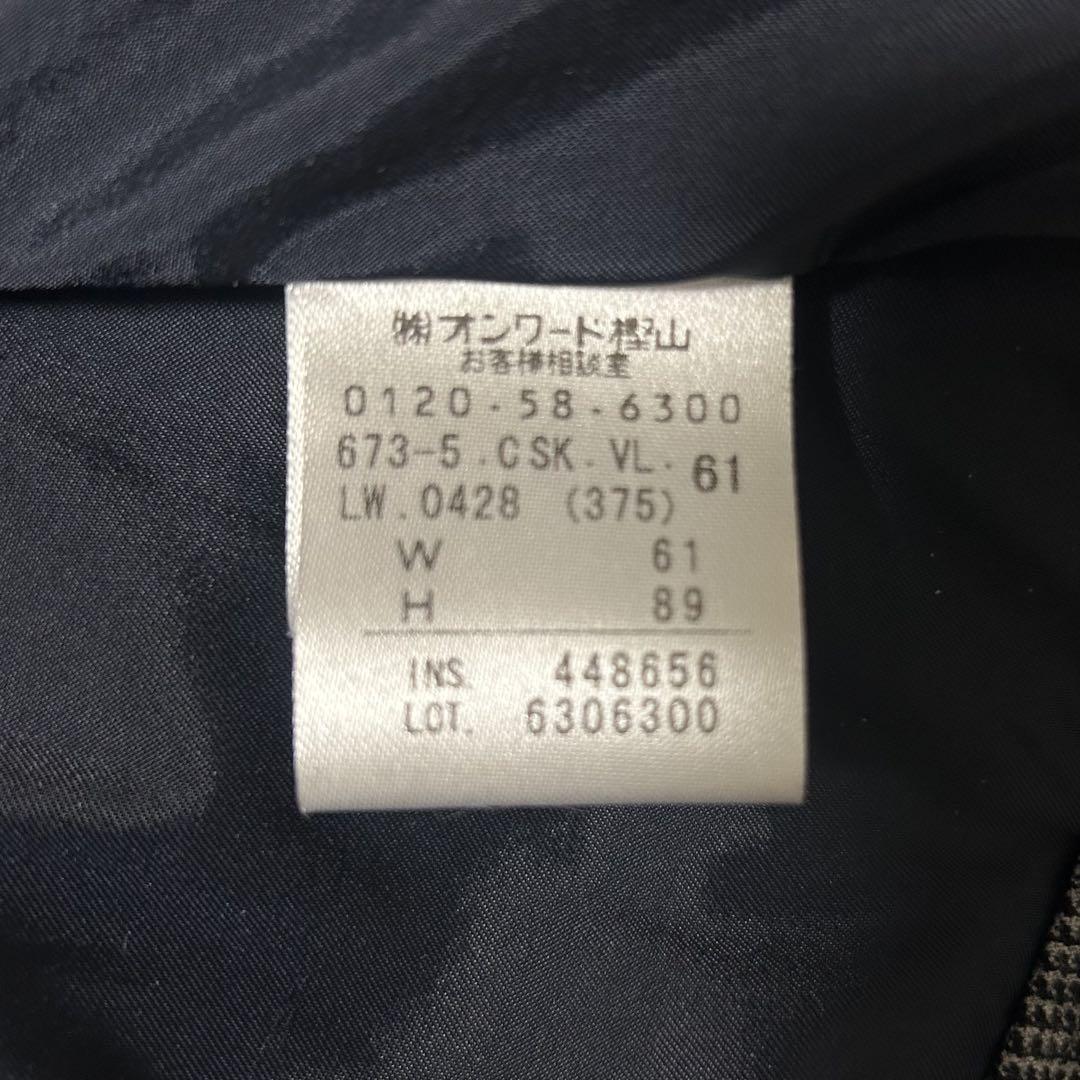 ㈱オンワード樫山
お客様相談室
0120-58-6300
673-5.CSK.VL. 61
LW.0428 (375)
W 61
H 89
INS. 448656
LOT. 6306300